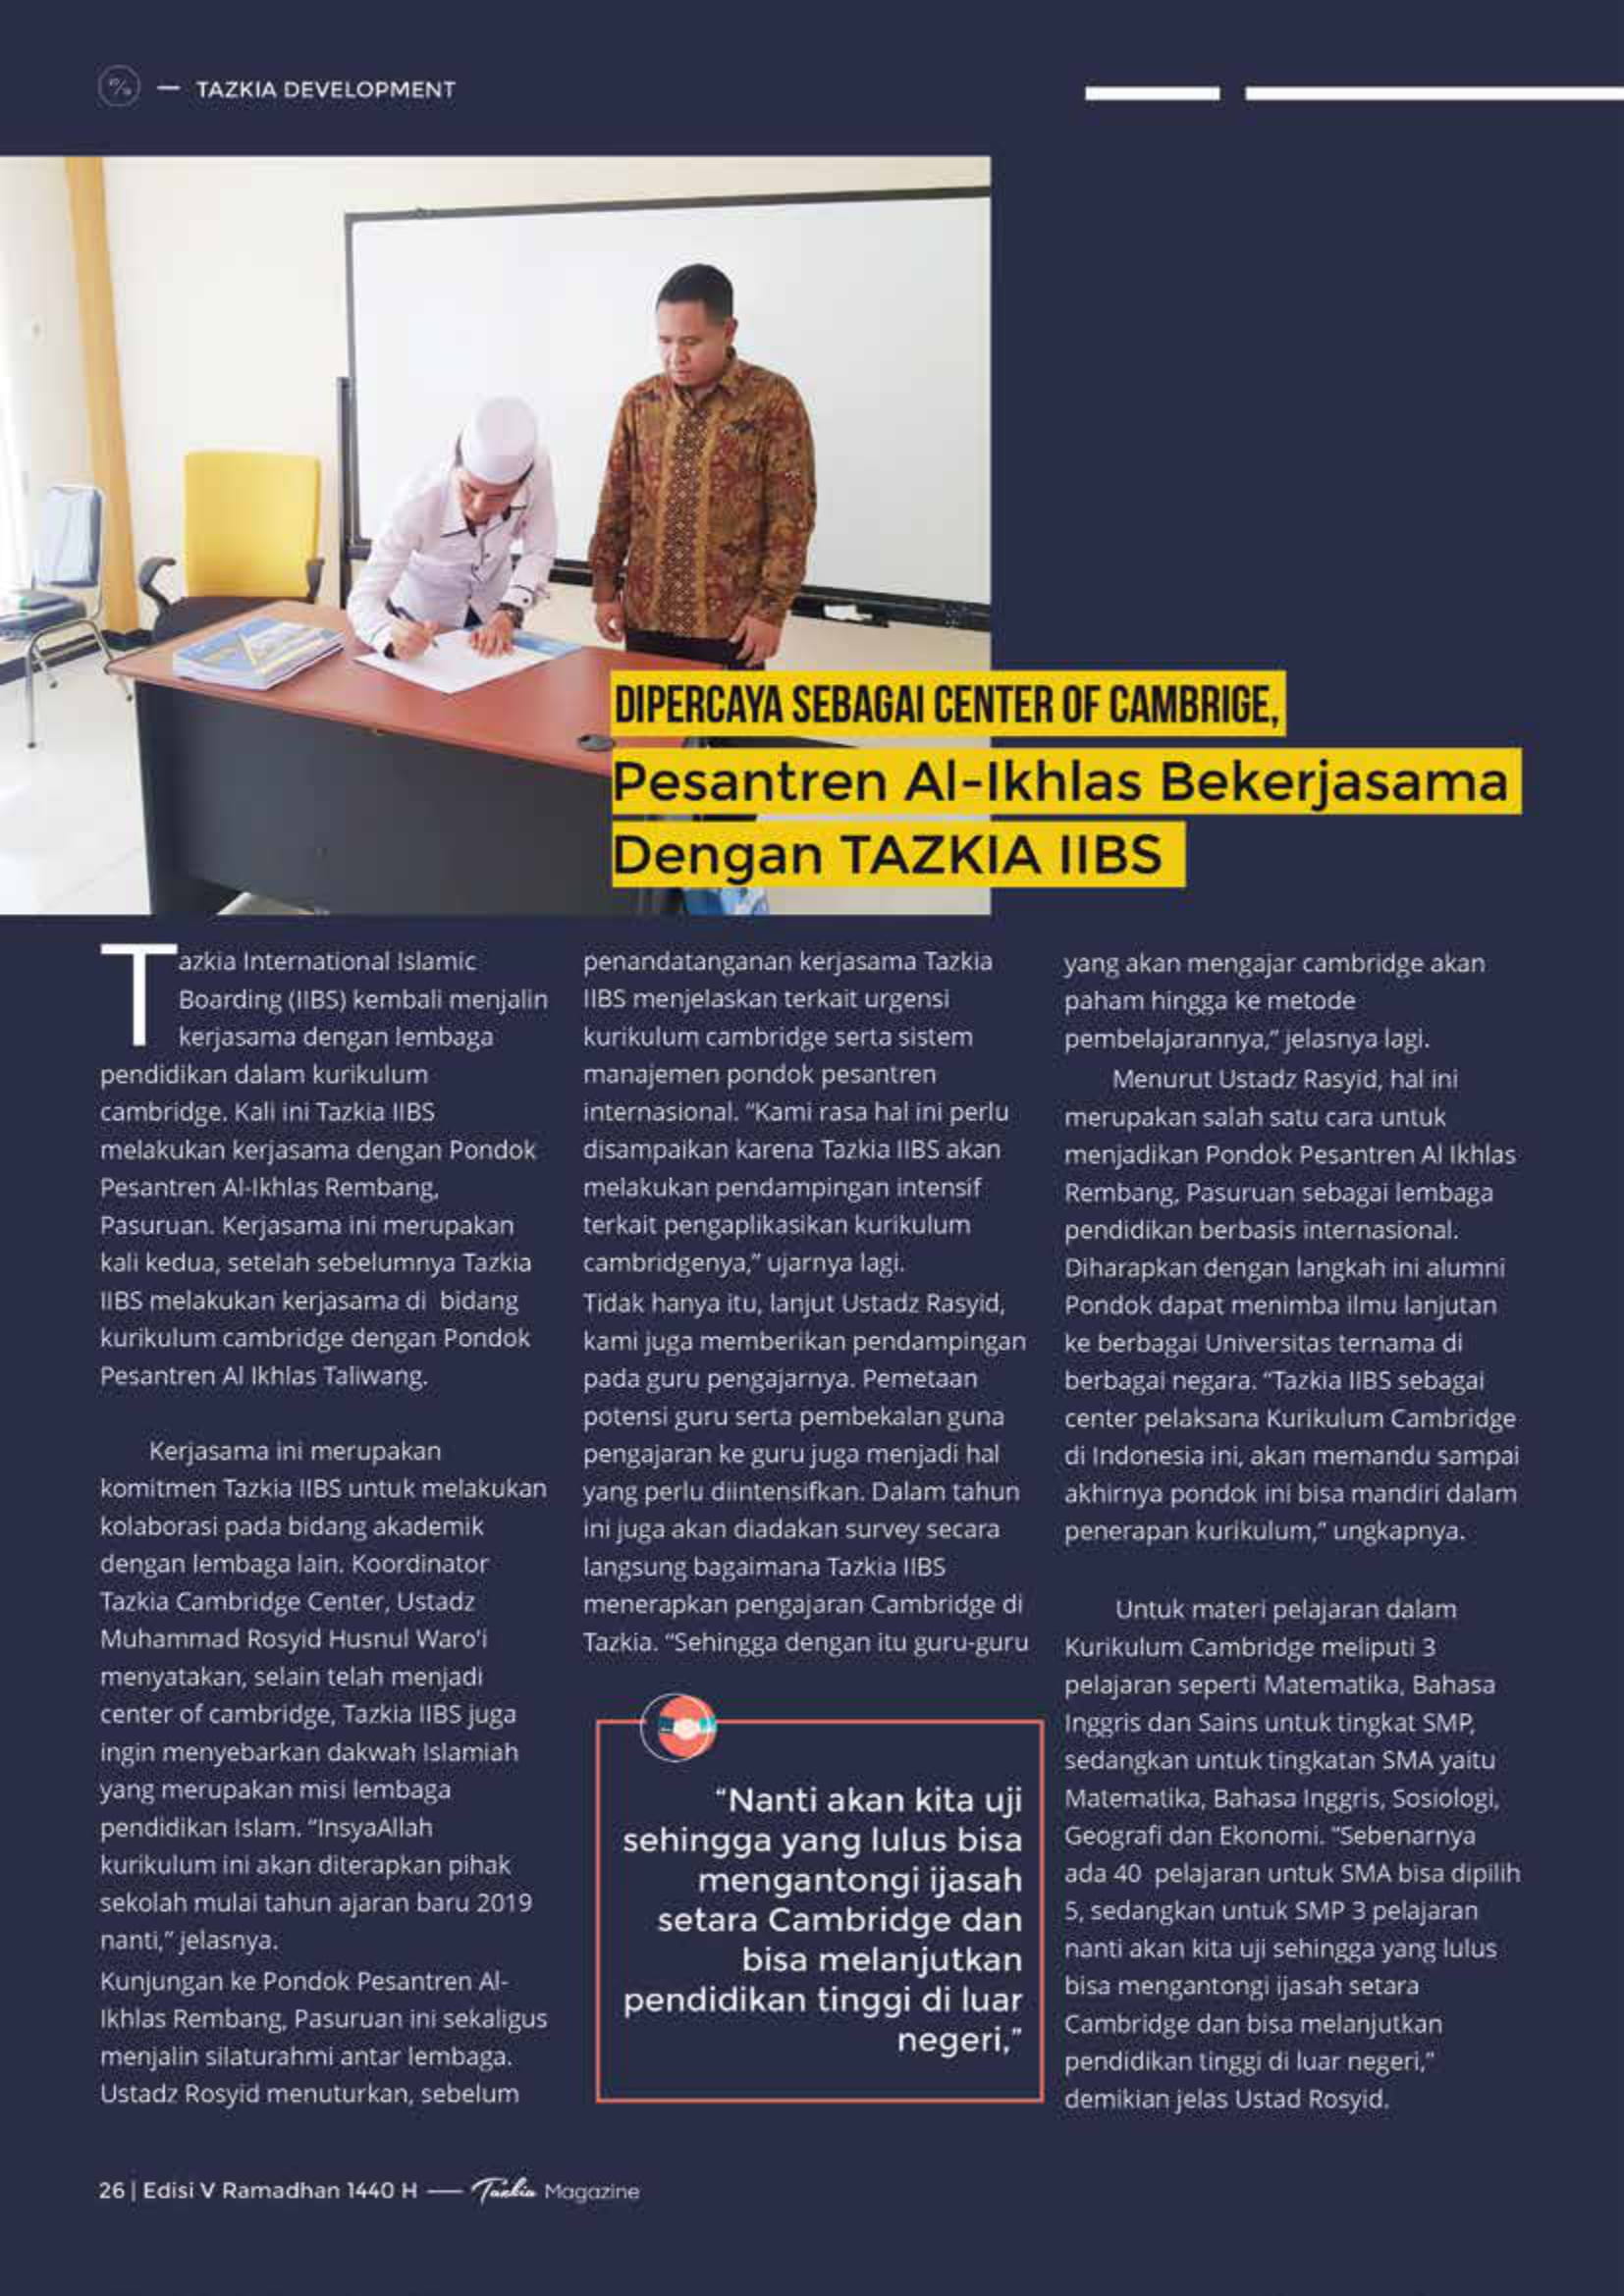 TAZKIA DEVELOPMENT
DIPERCAYA SEBAGAI CENTER OF CAMBRIGE,
Pesantren Al-Ikhlas Bekerjasama
Dengan TAZKIA IIBS
Tazkia International Islamic
Boarding (IIBS) kembali menjalin
kerjasama dengan lembaga
pendidikan dalam kurikulum
cambridge. Kali ini Tazkia IIBS
melakukan kerjasama dengan Pondok
Pesantren Al-Ikhlas Rembang,
Pasuruan. Kerjasama ini merupakan
kali kedua, setelah sebelumnya Tazkia
IIBS melakukan kerjasama di bidang
kurikulum cambridge dengan Pondok
Pesantren Al Ikhlas Taliwang.
Kerjasama ini merupakan
komitmen Tazkia IIBS untuk melakukan
kolaborasi pada bidang akademik
dengan lembaga lain. Koordinator
Tazkia Cambridge Center, Ustadz
Muhammad Rosyid Husnul Waro'i
menyatakan, selain telah menjadi
center of cambridge, Tazkia IIBS juga
ingin menyebarkan dakwah Islamiah
yang merupakan misi lembaga
pendidikan Islam. “InsyaAllah
kurikulum ini akan diterapkan pihak
sekolah mulai tahun ajaran baru 2019
nanti,” jelasnya.
Kunjungan ke Pondok Pesantren Al-
Ikhlas Rembang, Pasuruan ini sekaligus
menjalin silaturahmi antar lembaga.
Ustadz Rosyid menuturkan, sebelum
penandatanganan kerjasama Tazkia
IIBS menjelaskan terkait urgensi
kurikulum cambridge serta sistem
manajemen pondok pesantren
internasional. “Kami rasa hal ini perlu
disampaikan karena Tazkia IIBS akan
melakukan pendampingan intensif
terkait pengaplikasikan kurikulum
cambridgenya,” ujarnya lagi.
Tidak hanya itu, lanjut Ustadz Rasyid,
kami juga memberikan pendampingan
pada guru pengajarnya. Pemetaan
potensi guru serta pembekalan guna
pengajaran ke guru juga menjadi hal
yang perlu diintensifkan. Dalam tahun
ini juga akan diadakan survey secara
langsung bagaimana Tazkia IIBS
menerapkan pengajaran Cambridge di
Tazkia. “Sehingga dengan itu guru-guru
“Nanti akan kita uji
sehingga yang lulus bisa
mengantongi ijasah
setara Cambridge dan
bisa melanjutkan
pendidikan tinggi di luar
negeri,”
yang akan mengajar cambridge akan
paham hingga ke metode
pembelajarannya,” jelasnya lagi.
Menurut Ustadz Rasyid, hal ini
merupakan salah satu cara untuk
menjadikan Pondok Pesantren Al Ikhlas
Rembang, Pasuruan sebagai lembaga
pendidikan berbasis internasional.
Diharapkan dengan langkah ini alumni
Pondok dapat menimba ilmu lanjutan
ke berbagai Universitas ternama di
berbagai negara. “Tazkia IIBS sebagai
center pelaksana Kurikulum Cambridge
di Indonesia ini, akan memandu sampai
akhirnya pondok ini bisa mandiri dalam
penerapan kurikulum,” ungkapnya.
Untuk materi pelajaran dalam
Kurikulum Cambridge meliputi 3
pelajaran seperti Matematika, Bahasa
Inggris dan Sains untuk tingkat SMP,
sedangkan untuk tingkatan SMA yaitu
Matematika, Bahasa Inggris, Sosiologi,
Geografi dan Ekonomi. “Sebenarnya
ada 40 pelajaran untuk SMA bisa dipilih
5, sedangkan untuk SMP 3 pelajaran
nanti akan kita uji sehingga yang lulus
bisa mengantongi ijasah setara
Cambridge dan bisa melanjutkan
pendidikan tinggi di luar negeri,”
demikian jelas Ustad Rosyid.
26 | Edisi V Ramadhan 1440 H — Tazkia Magazine